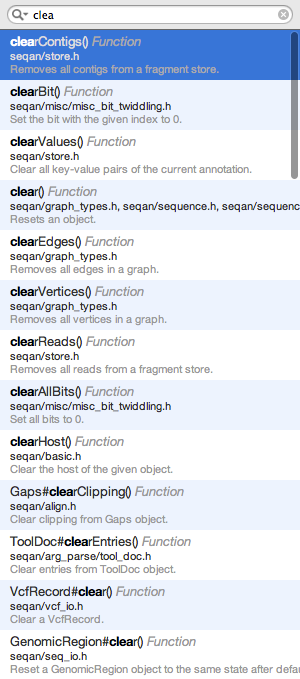 clea
clearContigs() Function
seqan/store.h
Removes all contigs from a fragment store.
clearBit() Function
seqan/misc/misc_bit_twiddling.h
Set the bit with the given index to 0.
clearValues() Function
seqan/store.h
Clear all key-value pairs of the current annotation.
clear() Function
seqan/graph_types.h, seqan/sequence.h, seqan/sequenc
Resets an object.
clearEdges() Function
seqan/graph_types.h
Removes all edges in a graph.
clearVertices() Function
seqan/graph_types.h
Removes all vertices in a graph.
clearReads() Function
seqan/store.h
Removes all reads from a fragment store.
clearAllBits() Function
seqan/misc/misc_bit_twiddling.h
Set all bits to 0.
clearHost() Function
seqan/basic.h
Clear the host of the given object.
Gaps#clearClipping() Function
seqan/align.h
Clear clipping from Gaps object.
ToolDoc#clearEntries() Function
seqan/arg_parse/tool_doc.h
Clear entries from ToolDoc object.
VcfRecord#clear() Function
seqan/vcf_io.h
Clear a VcfRecord.
GenomicRegion#clear() Function
seqan/seq_io.h
Reset a GenomicRegion object to the same state after defau